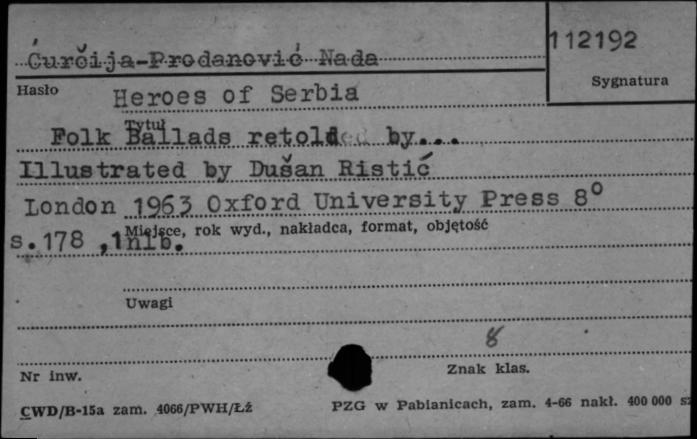 Ćurčija-Prodanović Nada
112192
Hasło
Sygnatura
Heroes of Serbia
Tytuł
Folk Ballads retold by...
Illustrated by Dušan Ristić
London 1963 Oxford University Press 8°
Miejsce, rok wyd., nakładca, format, objętość
s.178 ,1nlb.
Uwagi
8
Nr inw.
Znak klas.
CWD/B-15a zam. 4066/PWH/Łź
PZG w Pabianicach, zam. 4-66 nakł. 400 000